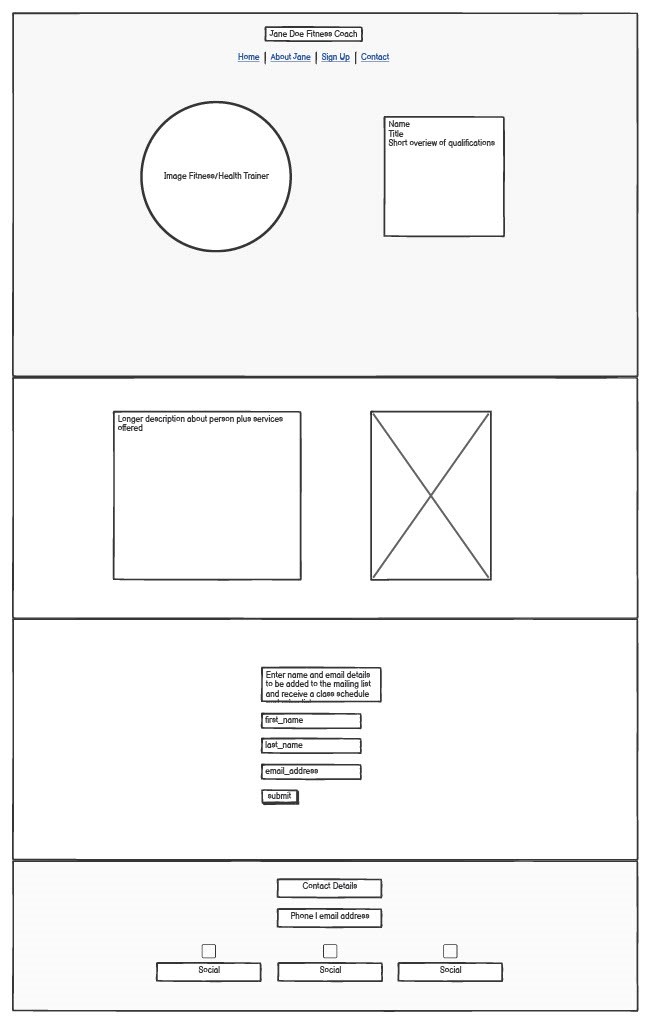 Jane Doe Fitness Coach
Home | About Jane | Sign Up | Contact
Image Fitness/Health Trainer
Name
Title
Short overiew of qualifications
Longer description about person plus services
offered
Enter name and email details
to be added to the mailing list
and receive a class schedule
first_name
last_name
email_address
submit
Contact Details
Phone | email address
Social
Social
Social